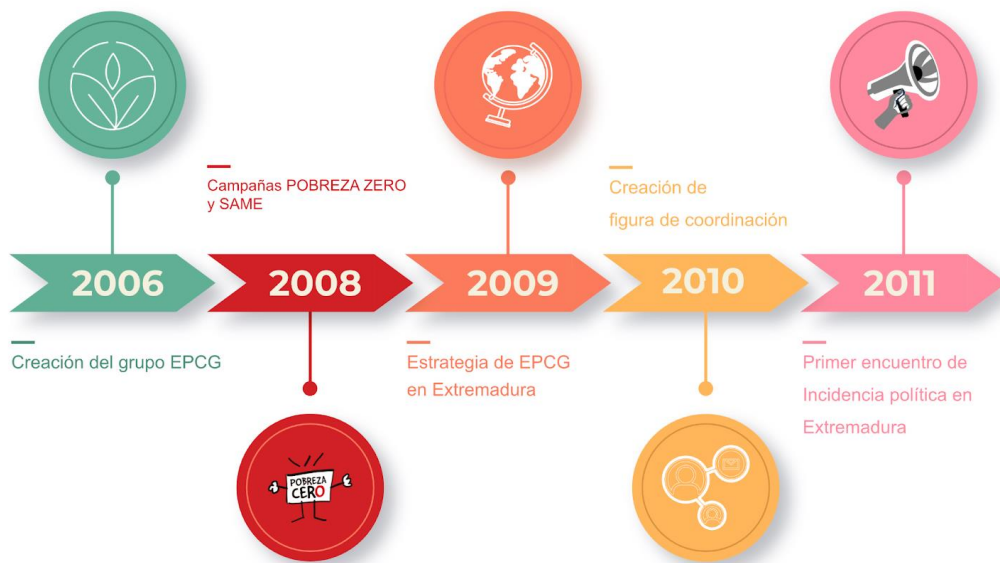 Campañas POBREZA ZERO
y SAME
Creación de
figura de coordinación
2006
2008
2009
2010
2011
Creación del grupo EPCG
Estrategia de EPCG
en Extremadura
Primer encuentro de
Incidencia política en
Extremadura
POBREZA
CERO